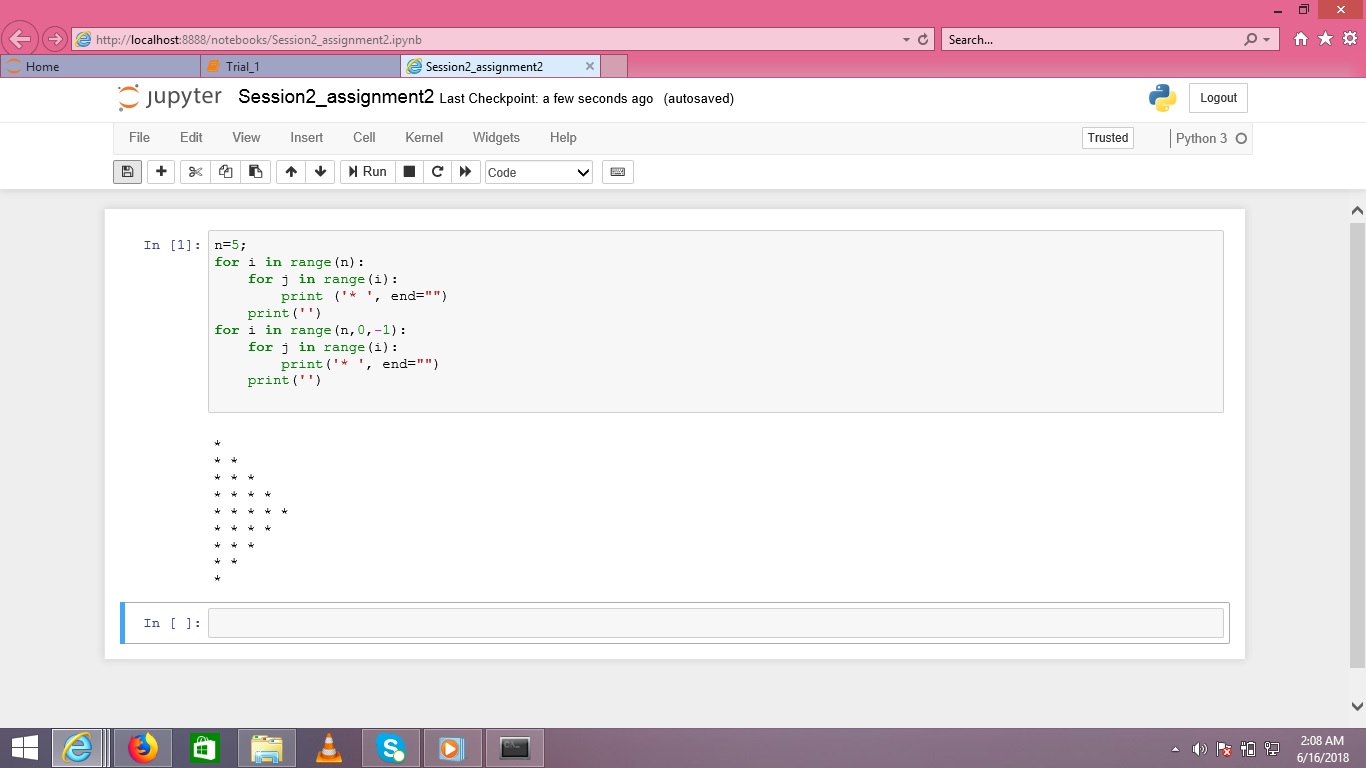 http://localhost:8888/notebooks/Session2_assignment2.ipynb
Search...
Home
Trial_1
Session2_assignment2
jupyter Session2_assignment2 Last Checkpoint: a few seconds ago (autosaved)
Logout
File Edit View Insert Cell Kernel Widgets Help
Trusted
Python 3
Run
Code
In [1]:
n=5;
for i in range(n):
    for j in range(i):
        print ('* ', end="")
    print('')
for i in range(n,0,-1):
    for j in range(i):
        print('* ', end="")
    print('')
*
* *
* * *
* * * *
* * * * *
* * * *
* * *
* *
*
In [ ]:
2:08 AM
6/16/2018